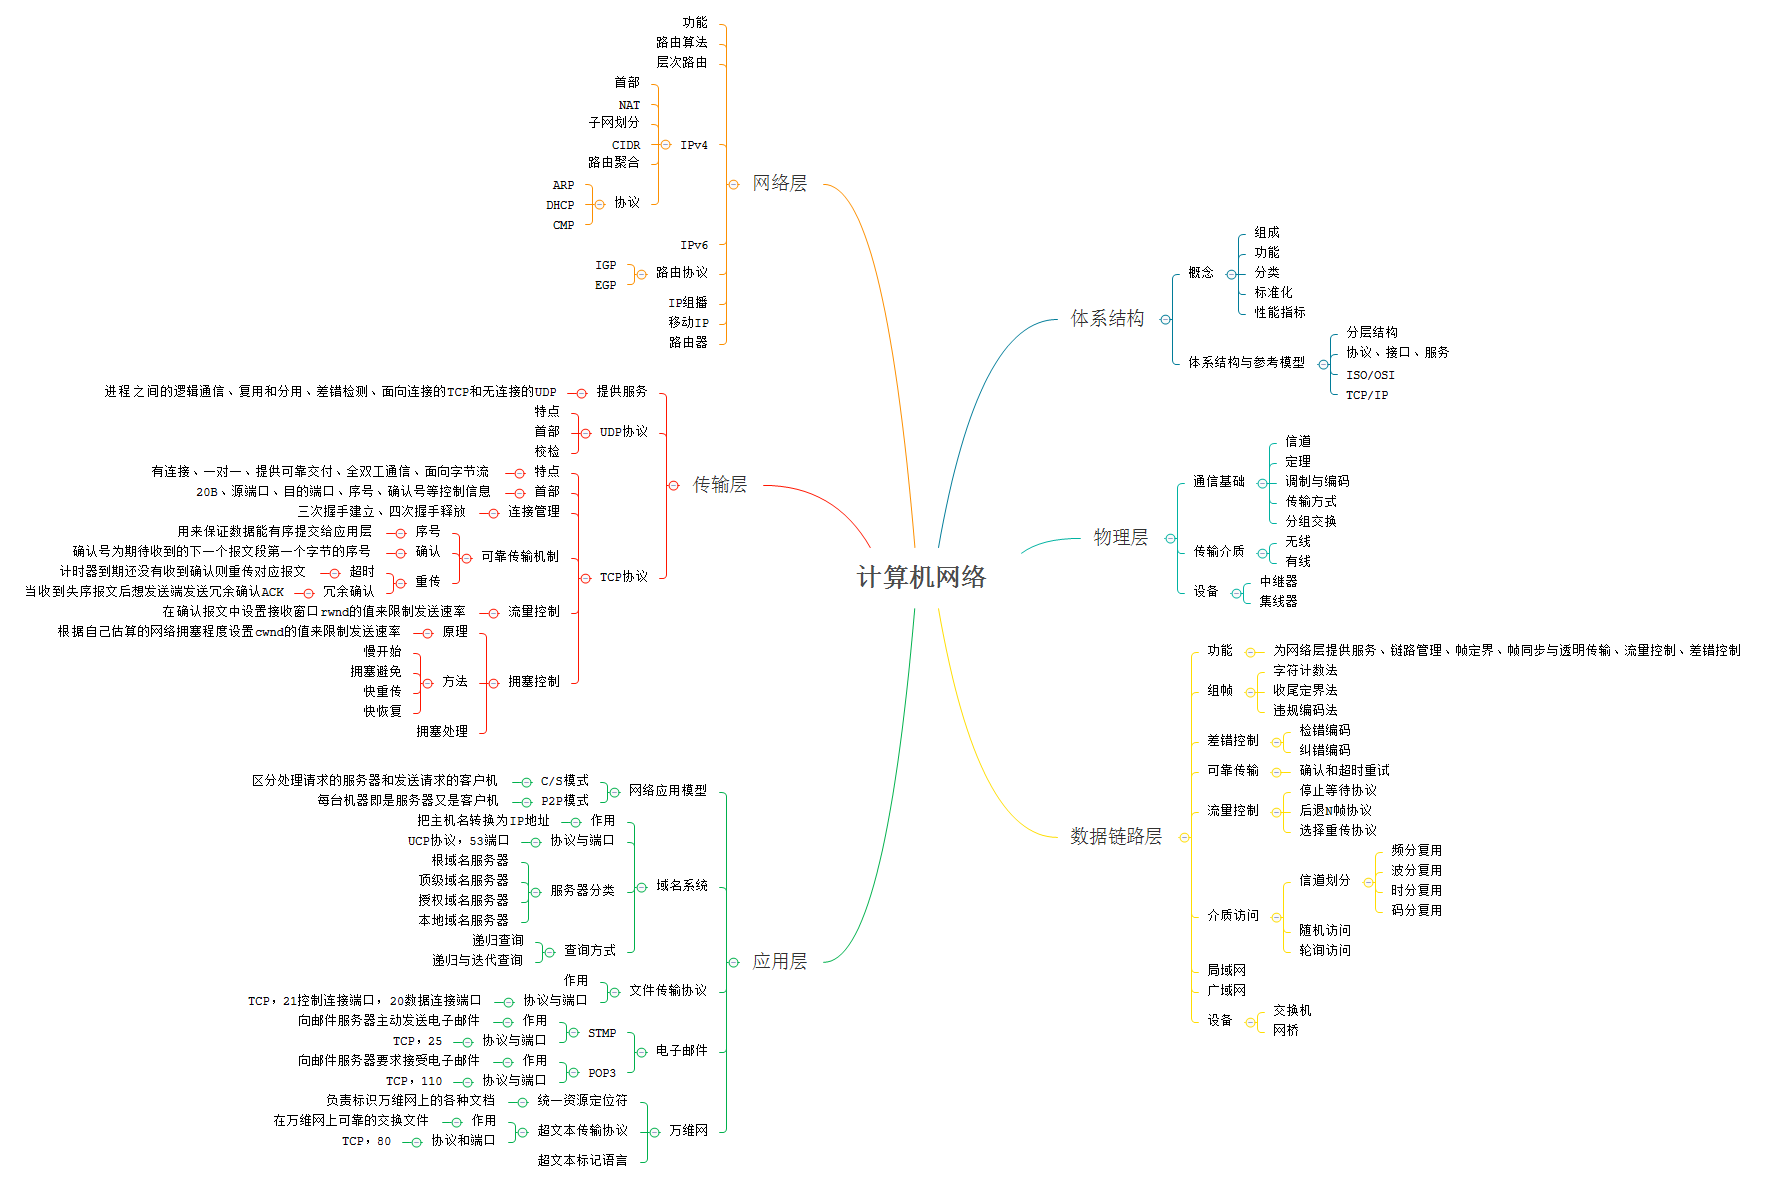 计算机网络
体系结构
概念
组成
功能
分类
标准化
性能指标
体系结构与参考模型
分层结构
协议、接口、服务
ISO/OSI
TCP/IP
物理层
通信基础
信道
定理
调制与编码
传输方式
分组交换
传输介质
无线
有线
设备
中继器
集线器
数据链路层
功能
为网络层提供服务、链路管理、帧定界、帧同步与透明传输、流量控制、差错控制
组帧
字符计数法
收尾定界法
违规编码法
差错控制
检错编码
纠错编码
可靠传输
确认和超时重试
流量控制
停止等待协议
后退N帧协议
选择重传协议
介质访问
信道划分
频分复用
波分复用
时分复用
码分复用
随机访问
轮询访问
局域网
广域网
设备
交换机
网桥
网络层
功能
路由算法
层次路由
IPv4
首部
NAT
子网划分
CIDR
路由聚合
协议
ARP
DHCP
CMP
IPv6
路由协议
IGP
EGP
IP组播
移动IP
路由器
传输层
提供服务
进程之间的逻辑通信、复用和分用、差错检测、面向连接的TCP和无连接的UDP
UDP协议
特点
首部
校检
TCP协议
特点
有连接、一对一、提供可靠交付、全双工通信、面向字节流
首部
20B、源端口、目的端口、序号、确认号等控制信息
连接管理
三次握手建立、四次握手释放
可靠传输机制
序号
用来保证数据能有序提交给应用层
确认
确认号为期待收到的下一个报文段第一个字节的序号
重传
超时
计时器到期还没有收到确认则重传对应报文
冗余确认
当收到失序报文后想发送端发送冗余确认ACK
流量控制
在确认报文中设置接收窗口rwnd的值来限制发送速率
拥塞控制
原理
根据自己估算的网络拥塞程度设置cwnd的值来限制发送速率
方法
慢开始
拥塞避免
快重传
快恢复
拥塞处理
应用层
网络应用模型
C/S模式
区分处理请求的服务器和发送请求的客户机
P2P模式
每台机器即是服务器又是客户机
域名系统
作用
把主机名转换为IP地址
协议与端口
UCP协议，53端口
服务器分类
根域名服务器
顶级域名服务器
授权域名服务器
本地域名服务器
查询方式
递归查询
递归与迭代查询
文件传输协议
作用
协议与端口
TCP，21控制连接端口，20数据连接端口
电子邮件
STMP
作用
向邮件服务器主动发送电子邮件
协议与端口
TCP，25
POP3
作用
向邮件服务器要求接受电子邮件
协议与端口
TCP，110
万维网
统一资源定位符
负责标识万维网上的各种文档
超文本传输协议
作用
在万维网上可靠的交换文件
协议和端口
TCP，80
超文本标记语言